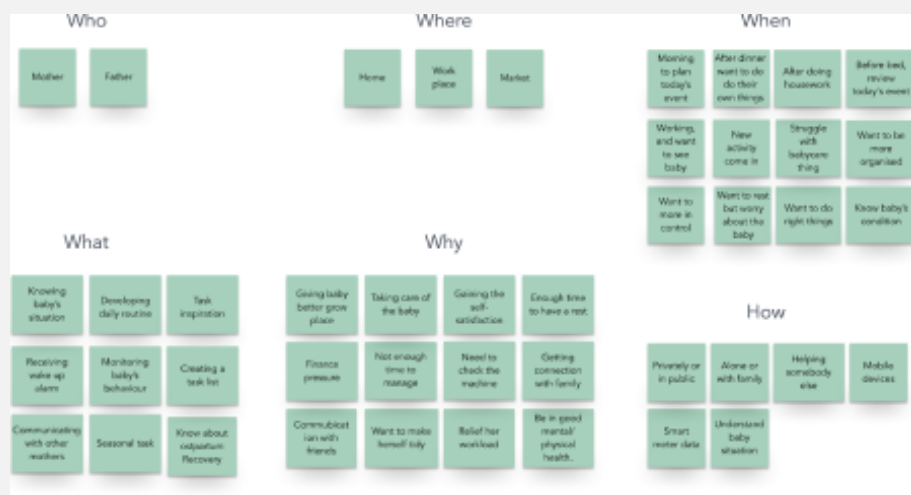 Who
Mother
Father
Where
Home
Work
place
Market
When
Morning
to plan
today's
event
After dinner
want to do
do their
own things
After doing
housework
Before bed,
review
today's event
Working,
and want
to see
baby
New
activity
come in
Struggle
with
babycare
thing
Want to be
more
organised
Want to
more in
control
Want to rest
but worry
about the
baby
Want to do
right things
Know baby's
condition
What
Knowing
baby's
situation
Developing
daily routine
Task
inspiration
Receiving
wake up
alarm
Monitoring
baby's
behaviour
Creating a
task list
Communicating
with other
mothers
Seasonal task
Know about
ostpartum
Recovery
Why
Giving baby
better grow
place
Taking care of
the baby
Gaining the
self-
satisfaction
Enough time
to have a rest
Finance
pressure
Not enough
time to
manage
Need to
check the
machine
Getting
connection
with family
Commubicat
ion with
friends
Want to make
herself tidy
Relief her
workload
Be in good
mental/
physical
health.
How
Privately or
in public
Alone or
with family
Helping
somebody
else
Mobile
devices
Smart
meter data
Understand
baby
situation